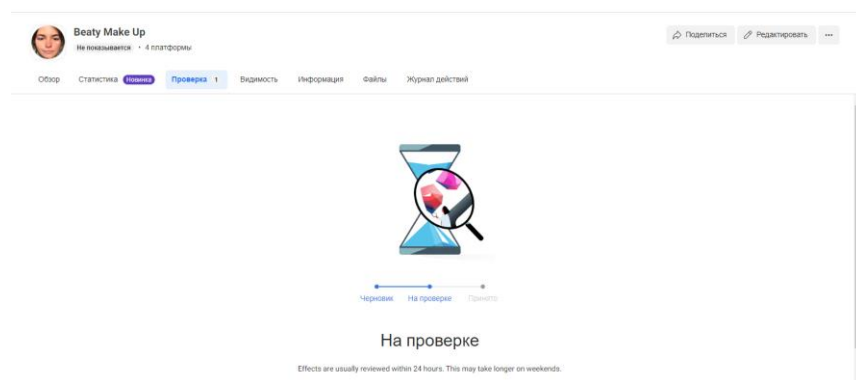 Beaty Make Up
Не показывается · 4 платформы
Поделиться Редактировать ...
Обзор Статистика Новинка Проверка 1 Видимость Информация Файлы Журнал действий
Черновик На проверке Принято
На проверке
Effects are usually reviewed within 24 hours. This may take longer on weekends.